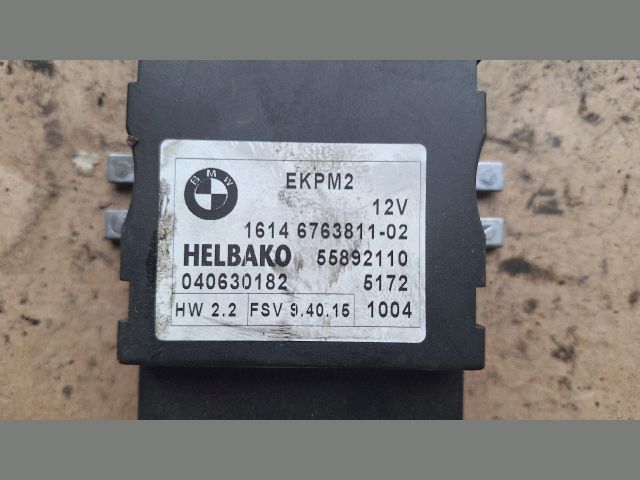 BMW
EKPM2
12V
1614 6763811-02
HELBAKO 55892110
040630182 5172
HW 2.2 FSV 9.40.15 1004